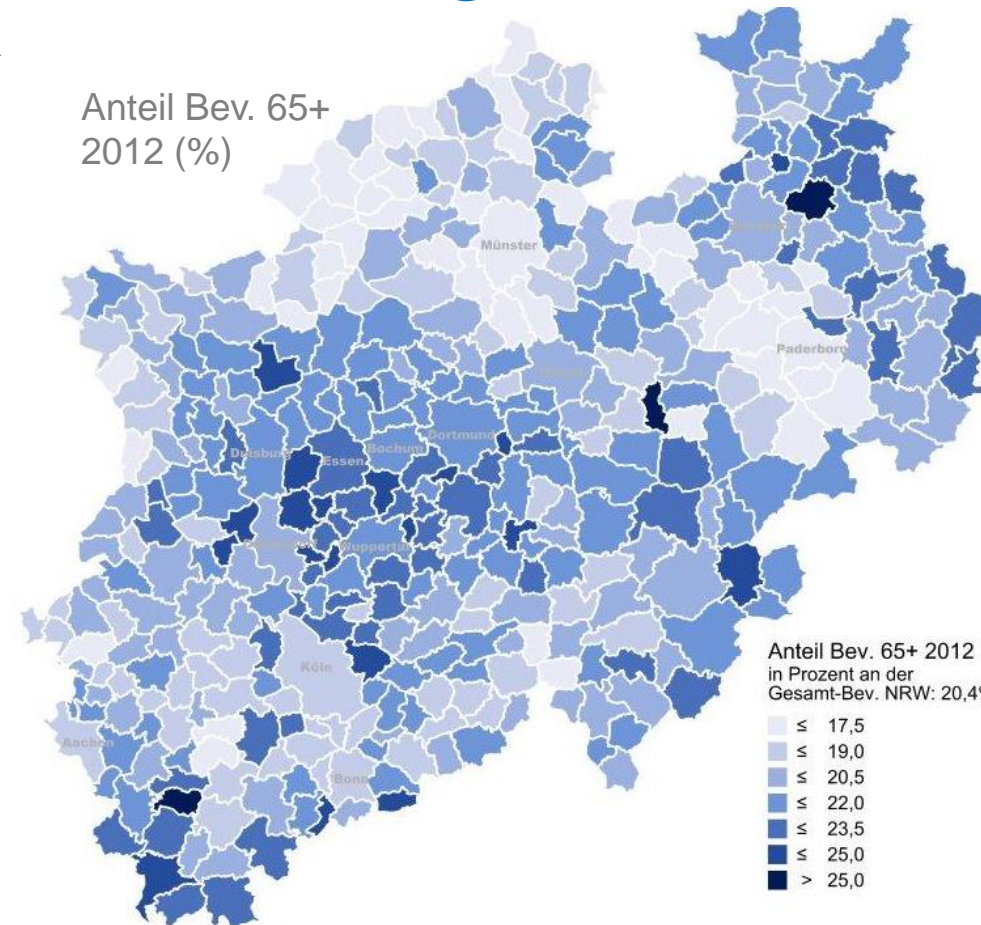 Anteil Bev. 65+
2012 (%)
Münster
Paderborn
Duisburg
Essen
Bochum
Dortmund
Wuppertal
Köln
Aachen
Bonn
Anteil Bev. 65+ 2012
in Prozent an der
Gesamt-Bev. NRW: 20,4%
≤ 17,5
≤ 19,0
≤ 20,5
≤ 22,0
≤ 23,5
≤ 25,0
> 25,0